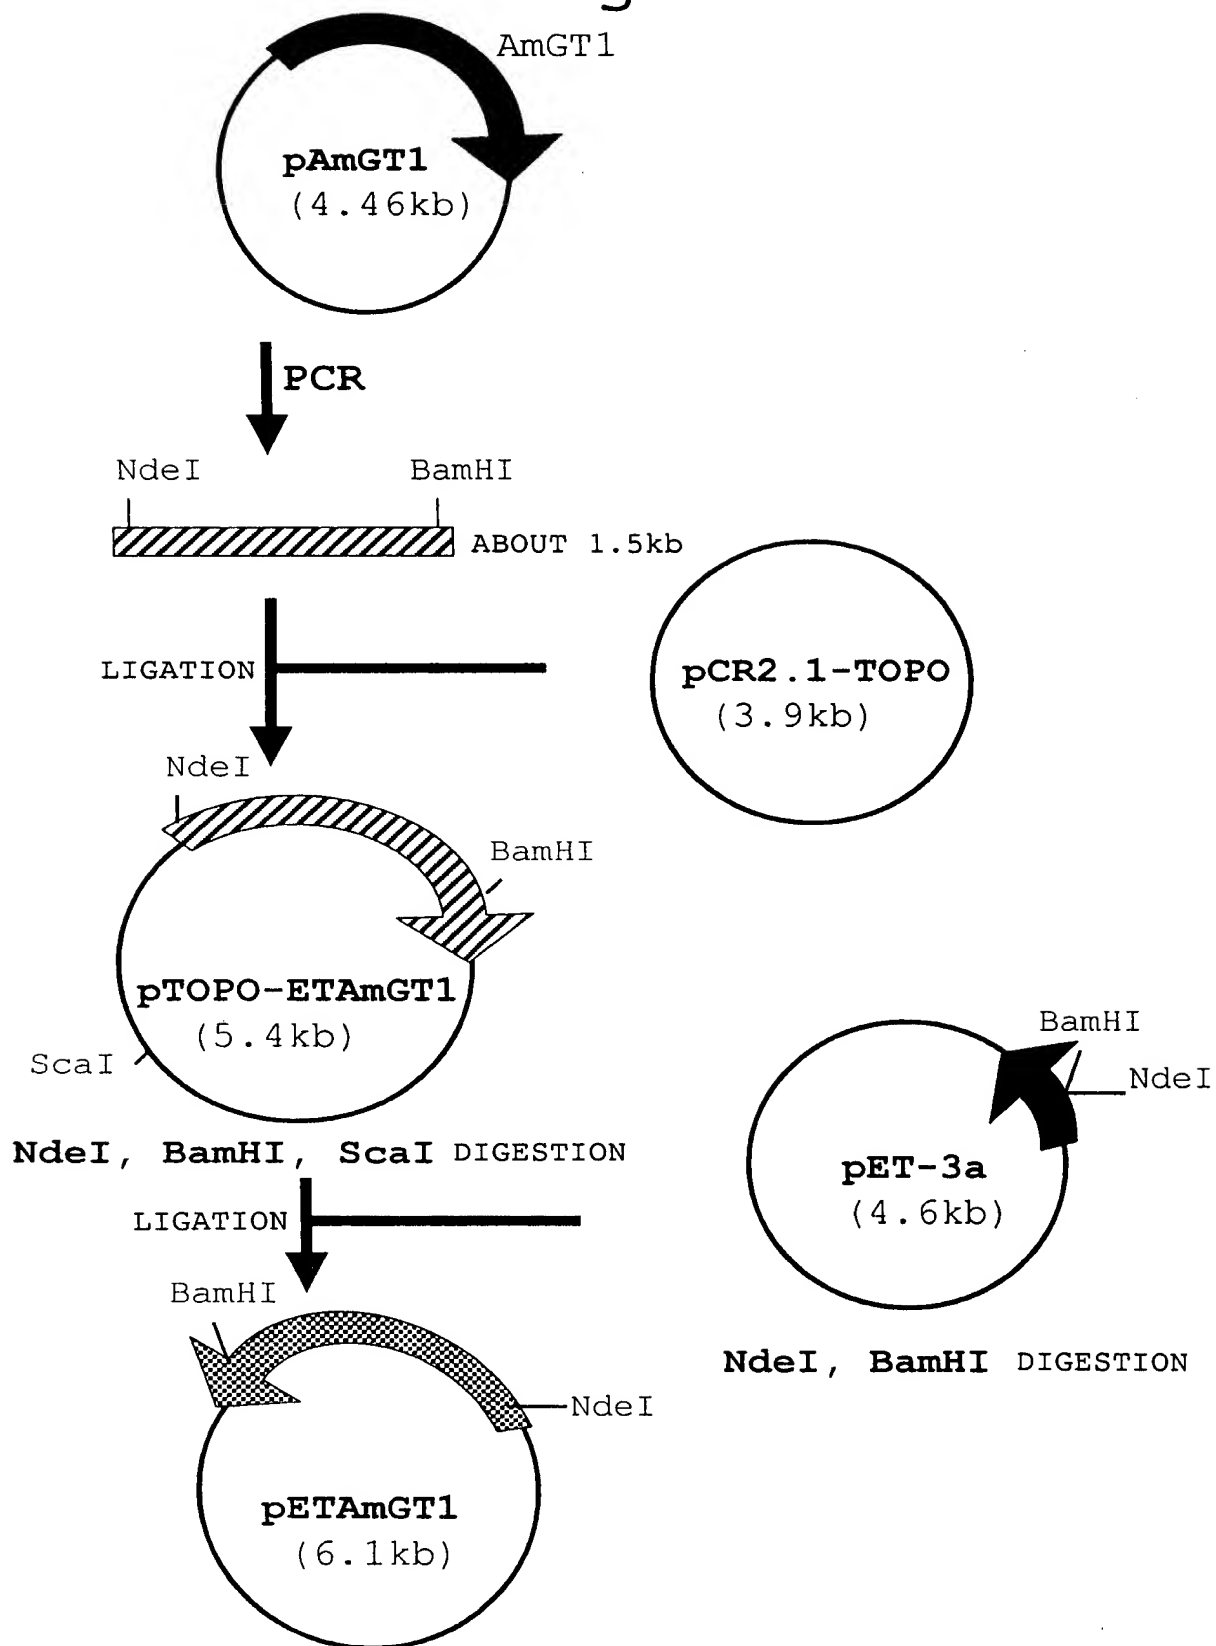 AmGT1
pAmGT1
(4.46kb)
PCR
NdeI
BamHI
ABOUT 1.5kb
LIGATION
pCR2.1-TOPO
(3.9kb)
NdeI
BamHI
pTOPO-ETAmGT1
(5.4kb)
ScaI
BamHI
NdeI
pET-3a
(4.6kb)
NdeI, BamHI, ScaI DIGESTION
LIGATION
NdeI, BamHI DIGESTION
BamHI
NdeI
pETAmGT1
(6.1kb)